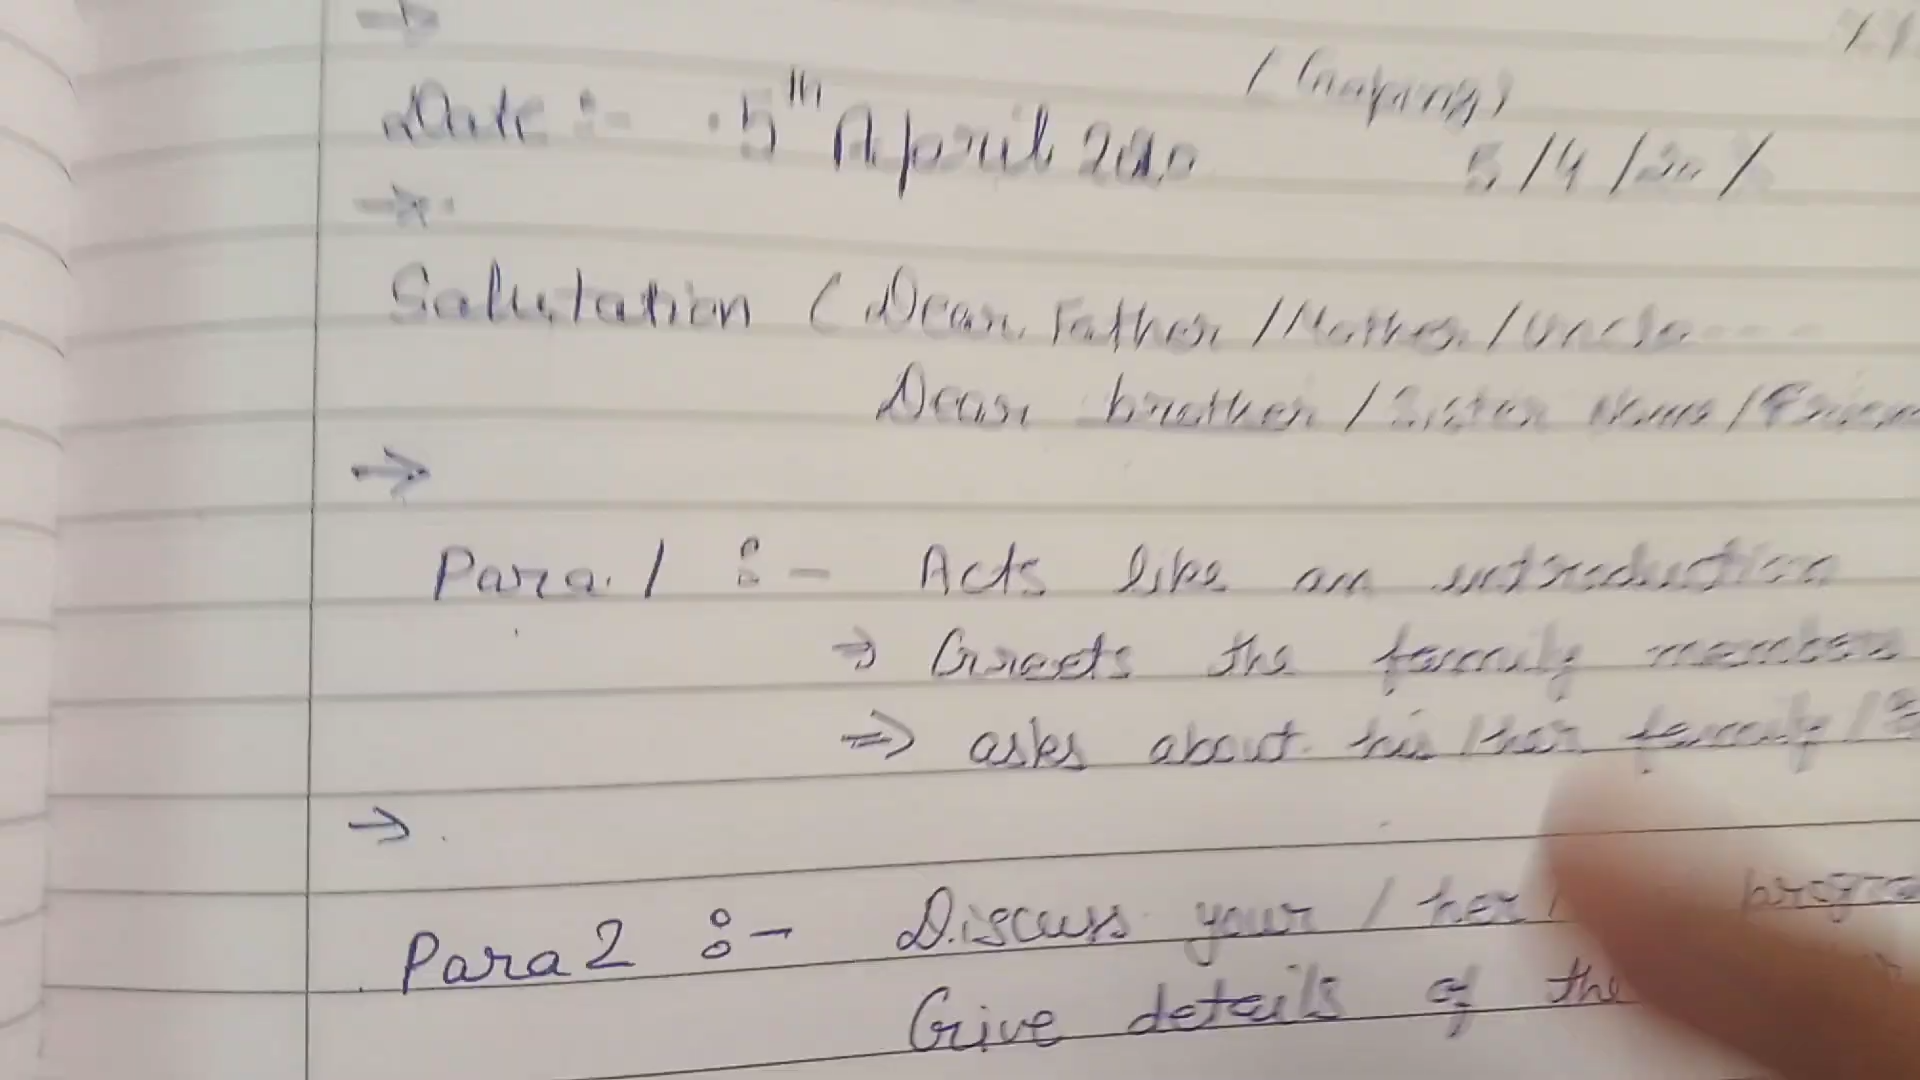 →
Date :- 5th April 2020
5/4/20
→
Salutation ( Dear Father / Mother / Uncle ---
Dear brother / Sister Name /
→
Para 1 :- Acts like an introduction
⇒ Greets the family members
⇒ asks about his / her family /
→
Para 2 :- Discuss your / her
Give details of the